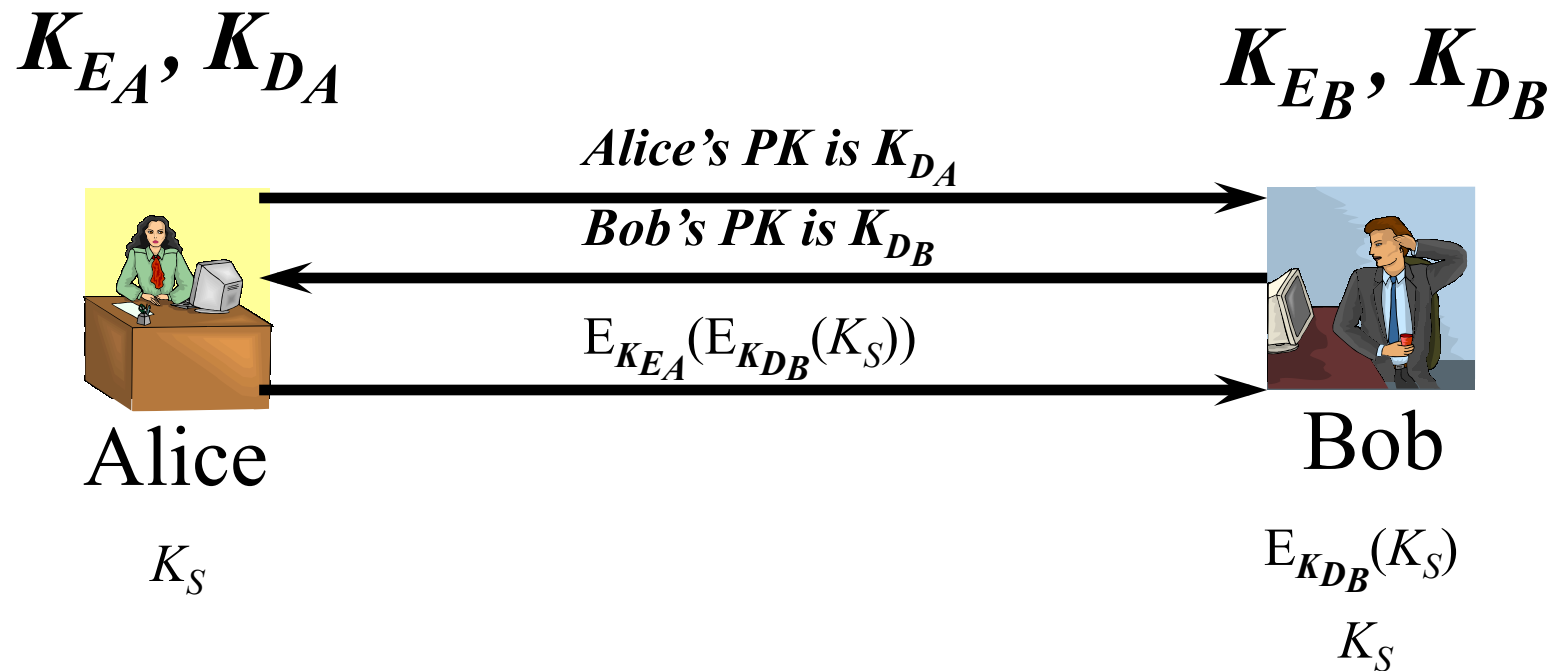 K_{E_A}, K_{D_A}
K_{E_B}, K_{D_B}
Alice’s PK is K_{D_A}
Bob’s PK is K_{D_B}
E_{K_{E_A}}(E_{K_{D_B}}(K_S))
Alice
Bob
K_S
E_{K_{D_B}}(K_S)
K_S